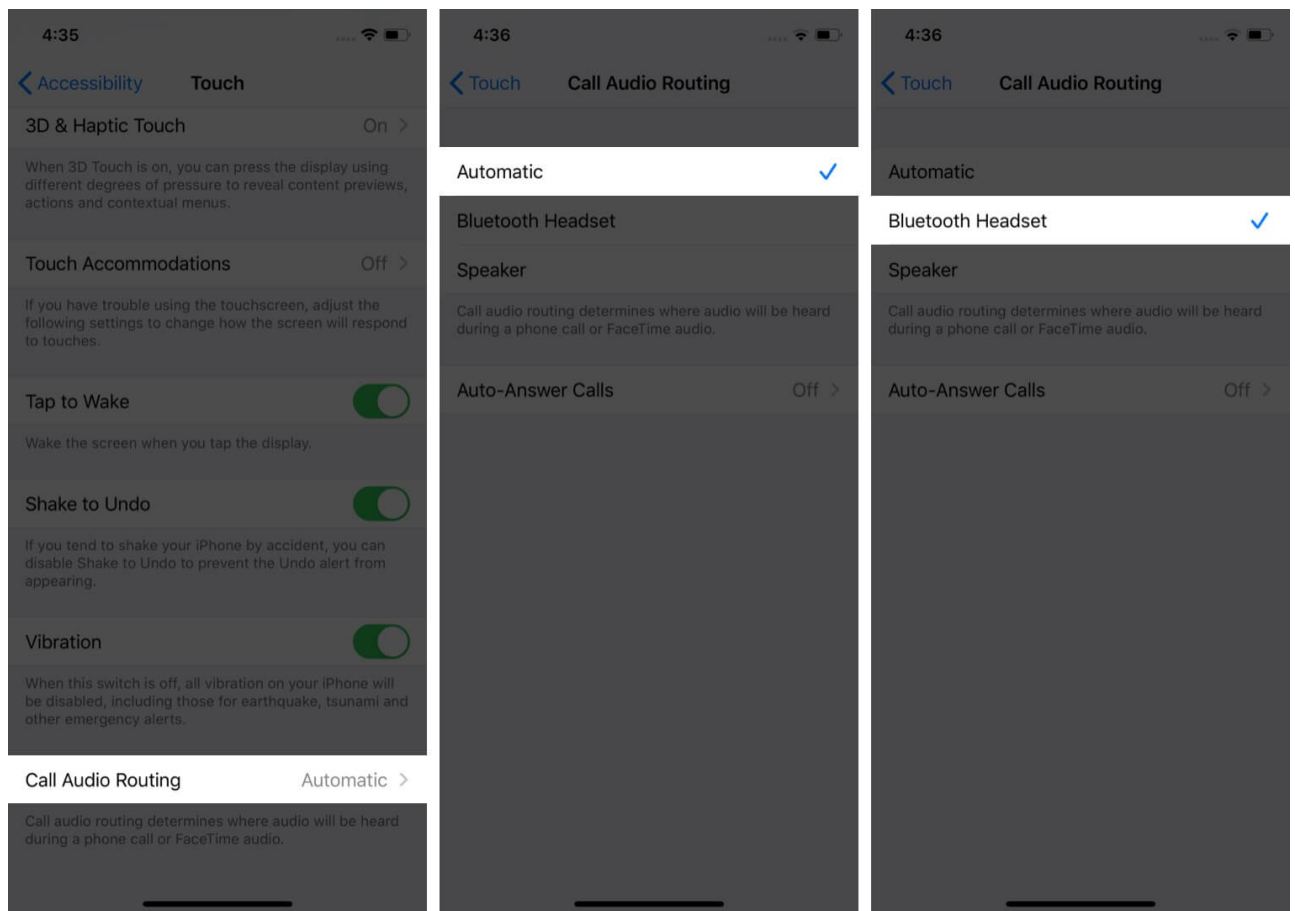 4:35
Accessibility Touch
3D & Haptic Touch On
When 3D Touch is on, you can press the display using
different degrees of pressure to reveal content previews,
actions and contextual menus.
Touch Accommodations Off
If you have trouble using the touchscreen, adjust the
following settings to change how the screen will respond
to touches.
Tap to Wake
Wake the screen when you tap the display.
Shake to Undo
If you tend to shake your iPhone by accident, you can
disable Shake to Undo to prevent the Undo alert from
appearing.
Vibration
When this switch is off, all vibration on your iPhone will
be disabled, including those for earthquake, tsunami and
other emergency alerts.
Call Audio Routing Automatic
Call audio routing determines where audio will be heard
during a phone call or FaceTime audio.
4:36
Touch Call Audio Routing
Automatic
Bluetooth Headset
Speaker
Call audio routing determines where audio will be heard
during a phone call or FaceTime audio.
Auto-Answer Calls Off
4:36
Touch Call Audio Routing
Automatic
Bluetooth Headset
Speaker
Call audio routing determines where audio will be heard
during a phone call or FaceTime audio.
Auto-Answer Calls Off